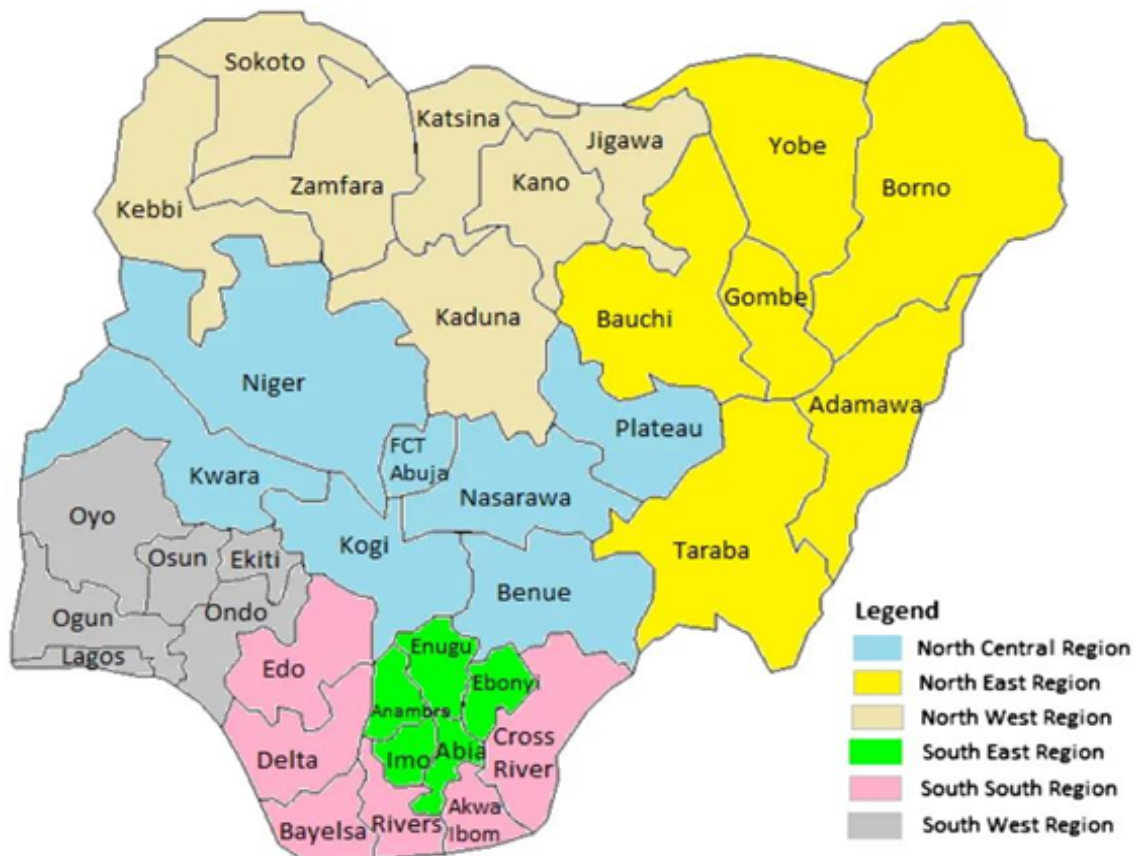 Sokoto
Katsina
Jigawa
Yobe
Kano
Zamfara
Borno
Kebbi
Gombe
Kaduna
Bauchi
Niger
Adamawa
Plateau
FCT
Abuja
Kwara
Nasarawa
Oyo
Kogi
Osun
Ekiti
Taraba
Benue
Ogun
Ondo
Lagos
Enugu
Edo
Ebonyi
Anambra
Cross
River
Delta
Imo
Abia
Akwa
Ibom
Rivers
Bayelsa
Legend
North Central Region
North East Region
North West Region
South East Region
South South Region
South West Region